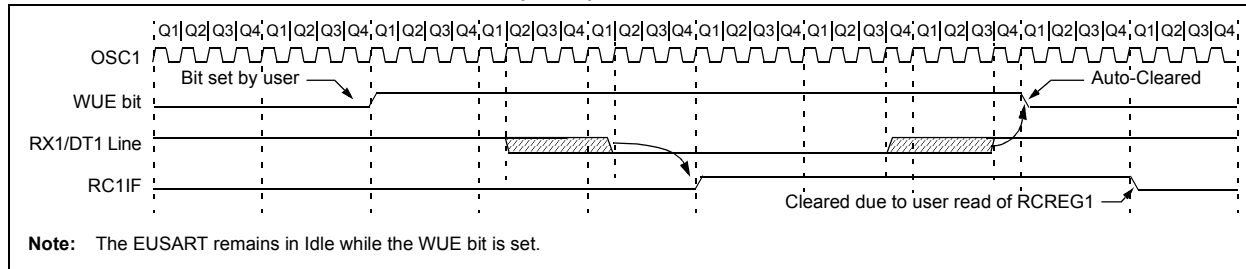 Q1 Q2 Q3 Q4 Q1 Q2 Q3 Q4 Q1 Q2 Q3 Q4 Q1 Q2 Q3 Q4 Q1 Q2 Q3 Q4 Q1 Q2 Q3 Q4 Q1 Q2 Q3 Q4 Q1 Q2 Q3 Q4 Q1 Q2 Q3 Q4 Q1 Q2 Q3 Q4
OSC1
Bit set by user Auto-Cleared
WUE bit
RX1/DT1 Line
RC1IF
Cleared due to user read of RCREG1
Note: The EUSART remains in Idle while the WUE bit is set.